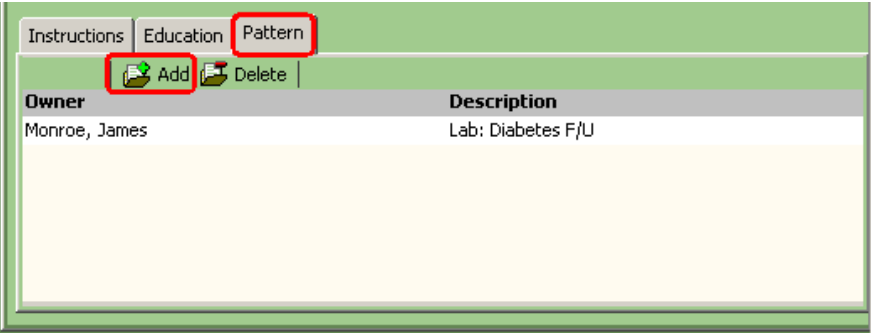 Instructions Education Pattern
Add Delete
Owner Description
Monroe, James Lab: Diabetes F/U